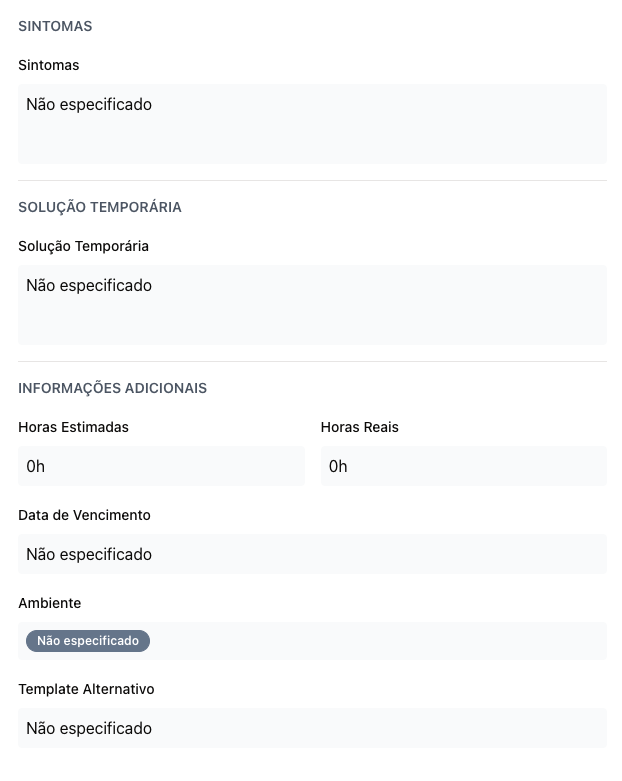 SINTOMAS
Sintomas
Não especificado
SOLUÇÃO TEMPORÁRIA
Solução Temporária
Não especificado
INFORMAÇÕES ADICIONAIS
Horas Estimadas
Horas Reais
0h
0h
Data de Vencimento
Não especificado
Ambiente
Não especificado
Template Alternativo
Não especificado